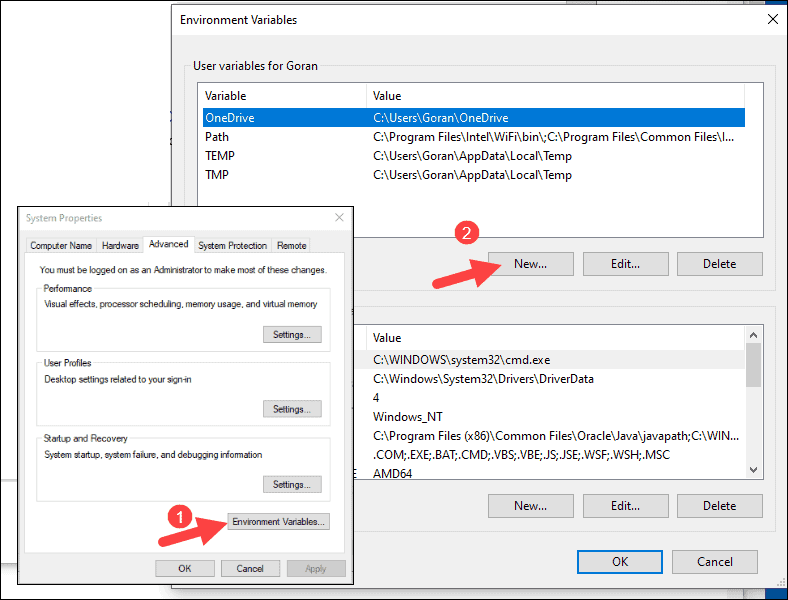 Environment Variables
User variables for Goran
Variable Value
OneDrive C:\Users\Goran\OneDrive
Path C:\Program Files\Intel\WiFi\bin\;C:\Program Files\Common Files\I...
TEMP C:\Users\Goran\AppData\Local\Temp
TMP C:\Users\Goran\AppData\Local\Temp
2
New... Edit... Delete
Value
C:\WINDOWS\system32\cmd.exe
C:\Windows\System32\Drivers\DriverData
4
Windows_NT
C:\Program Files (x86)\Common Files\Oracle\Java\javapath;C:\WIN...
.COM;.EXE;.BAT;.CMD;.VBS;.VBE;.JS;.JSE;.WSF;.WSH;.MSC
AMD64
New... Edit... Delete
OK Cancel
System Properties
Computer Name Hardware Advanced System Protection Remote
You must be logged on as an Administrator to make most of these changes.
Performance
Visual effects, processor scheduling, memory usage, and virtual memory
Settings...
User Profiles
Desktop settings related to your sign-in
Settings...
Startup and Recovery
System startup, system failure, and debugging information
Settings...
1
Environment Variables...
OK Cancel Apply